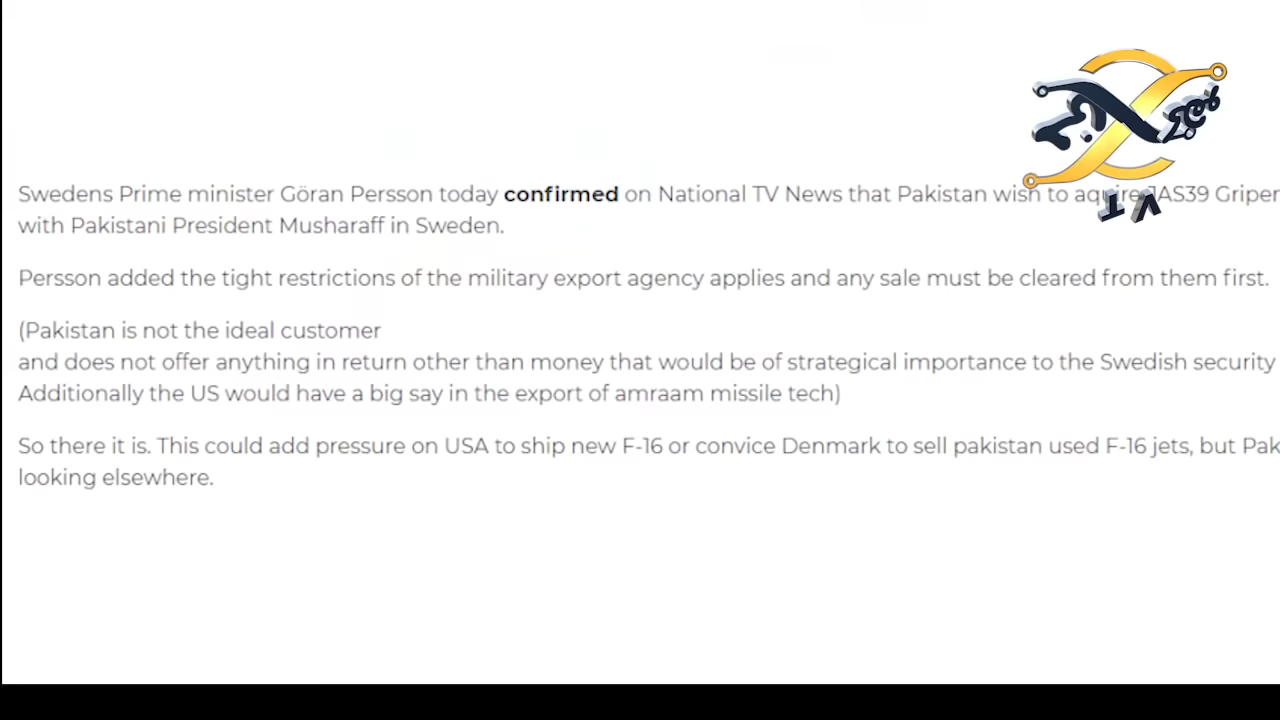 Swedens Prime minister Göran Persson today confirmed on National TV News that Pakistan wish to aquire JAS39 Gripen
with Pakistani President Musharaff in Sweden.
Persson added the tight restrictions of the military export agency applies and any sale must be cleared from them first.
(Pakistan is not the ideal customer
and does not offer anything in return other than money that would be of strategical importance to the Swedish security
Additionally the US would have a big say in the export of amraam missile tech)
So there it is. This could add pressure on USA to ship new F-16 or convice Denmark to sell pakistan used F-16 jets, but Pak
looking elsewhere.